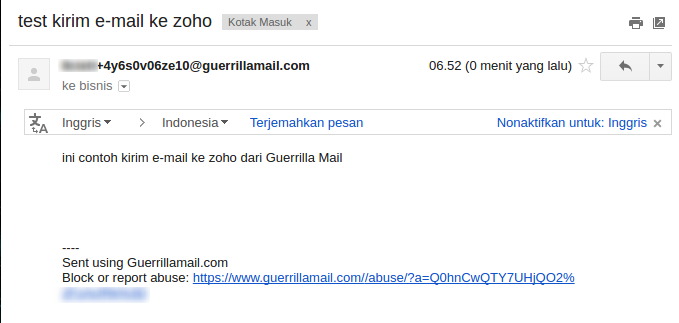 test kirim e-mail ke zoho Kotak Masuk x
+4y6s0v06ze10@guerrillamail.com 06.52 (0 menit yang lalu)
ke bisnis
Inggris > Indonesia Terjemahkan pesan Nonaktifkan untuk: Inggris ×
ini contoh kirim e-mail ke zoho dari Guerrilla Mail
----
Sent using Guerrillamail.com
Block or report abuse: https://www.guerrillamail.com//abuse/?a=Q0hnCwQTY7UHjQO2%